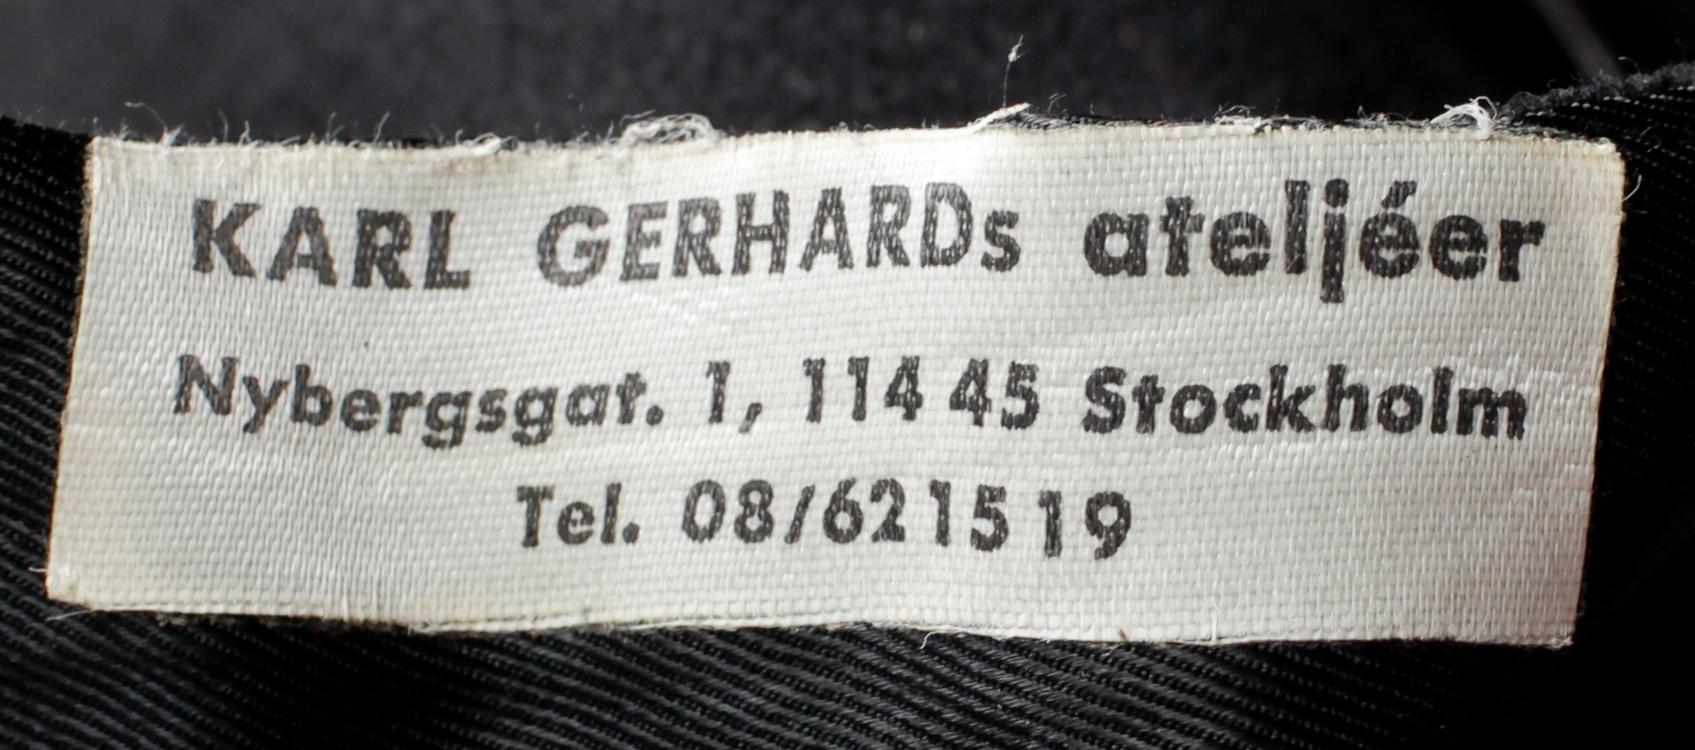 KARL GERHARDs ateljéer
Nybergsgat. 1, 114 45 Stockholm
Tel. 08/621519